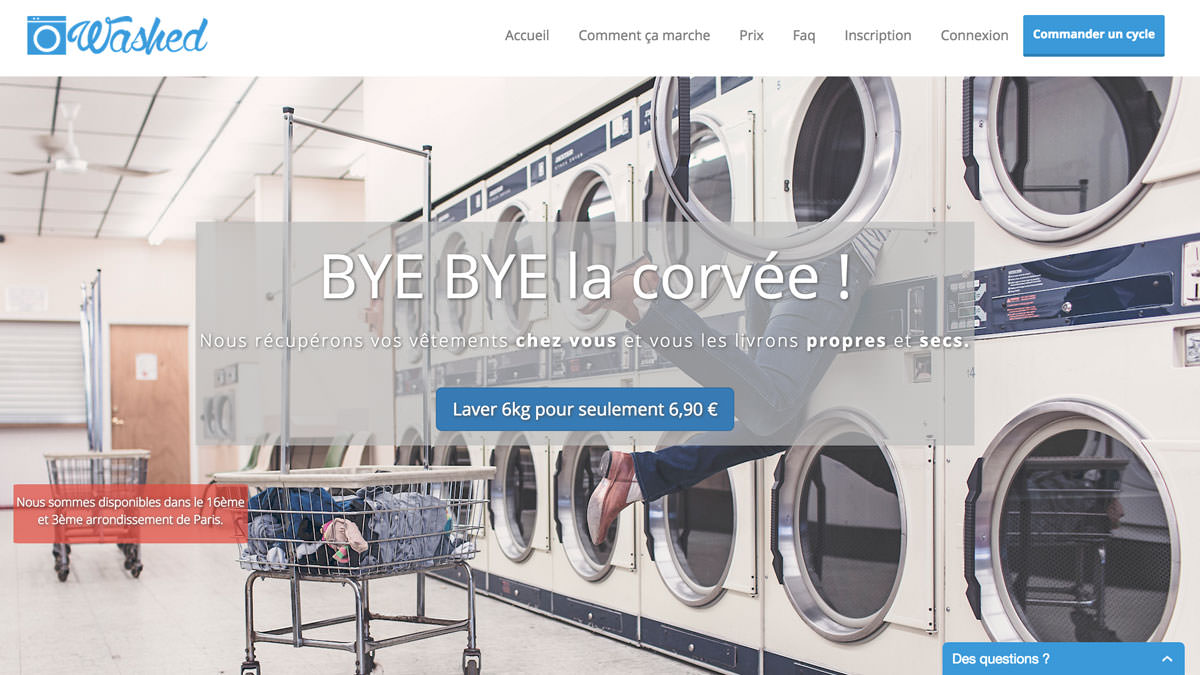 Washed
Accueil
Comment ça marche
Prix
Faq
Inscription
Connexion
Commander un cycle
BYE BYE la corvée !
Nous récupérons vos vêtements chez vous et vous les livrons propres et secs.
Laver 6kg pour seulement 6,90 €
Nous sommes disponibles dans le 16ème
et 3ème arrondissement de Paris.
Des questions ?